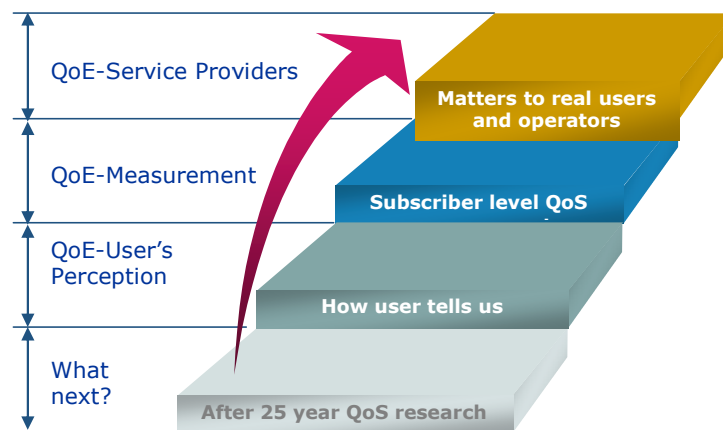 QoE-Service Providers
Matters to real users
and operators
QoE-Measurement
Subscriber level QoS
QoE-User’s
Perception
How user tells us
What
next?
After 25 year QoS research